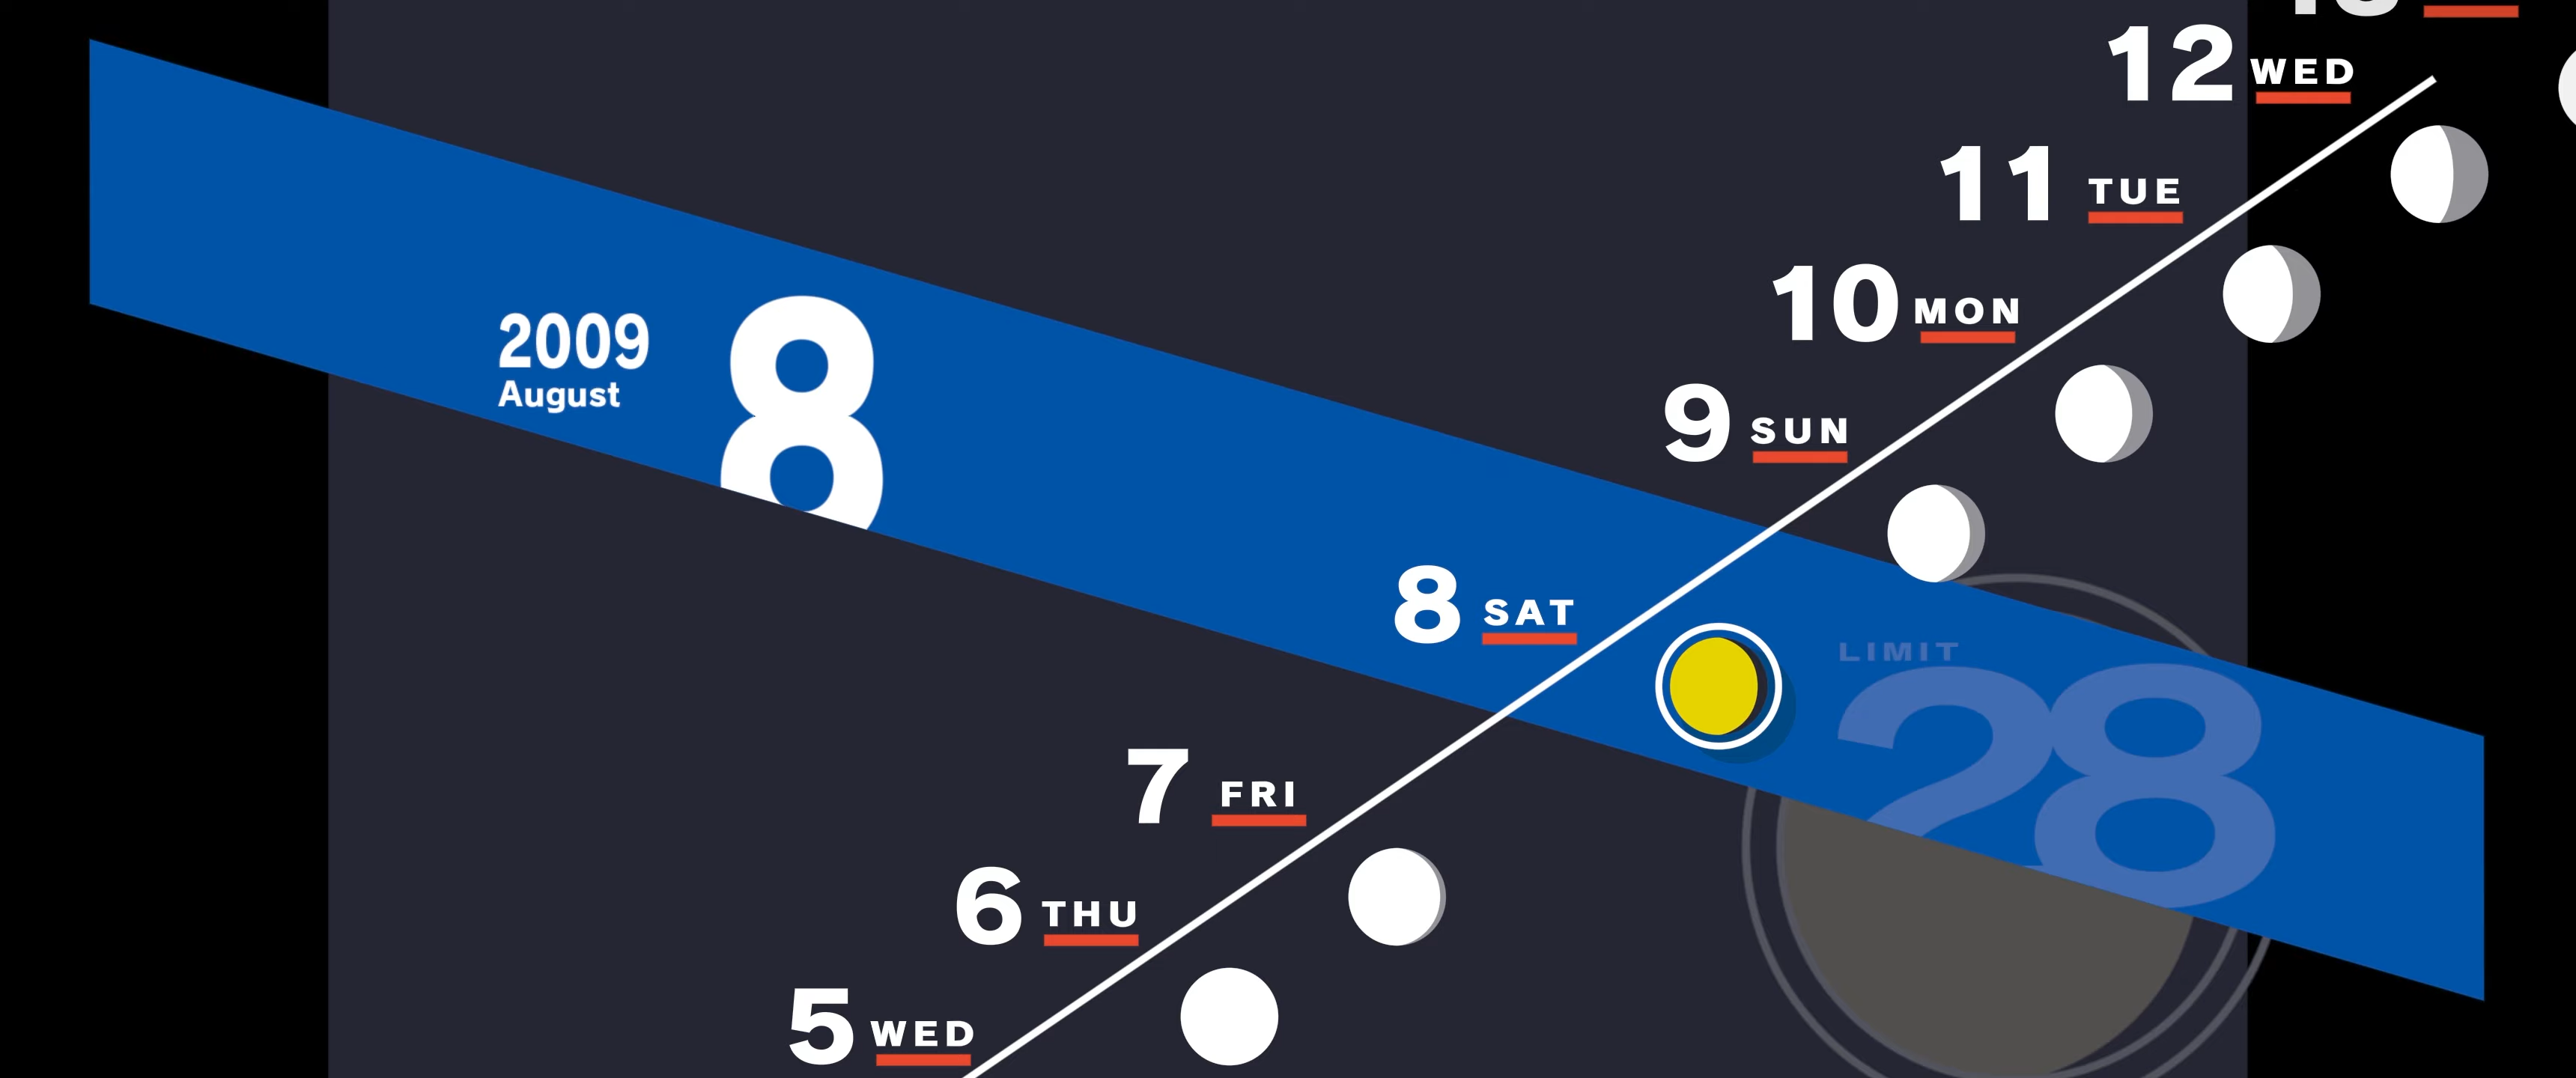 12 WED
11 TUE
10 MON
9 SUN
2009
August
8
8 SAT
LIMIT
28
7 FRI
6 THU
5 WED